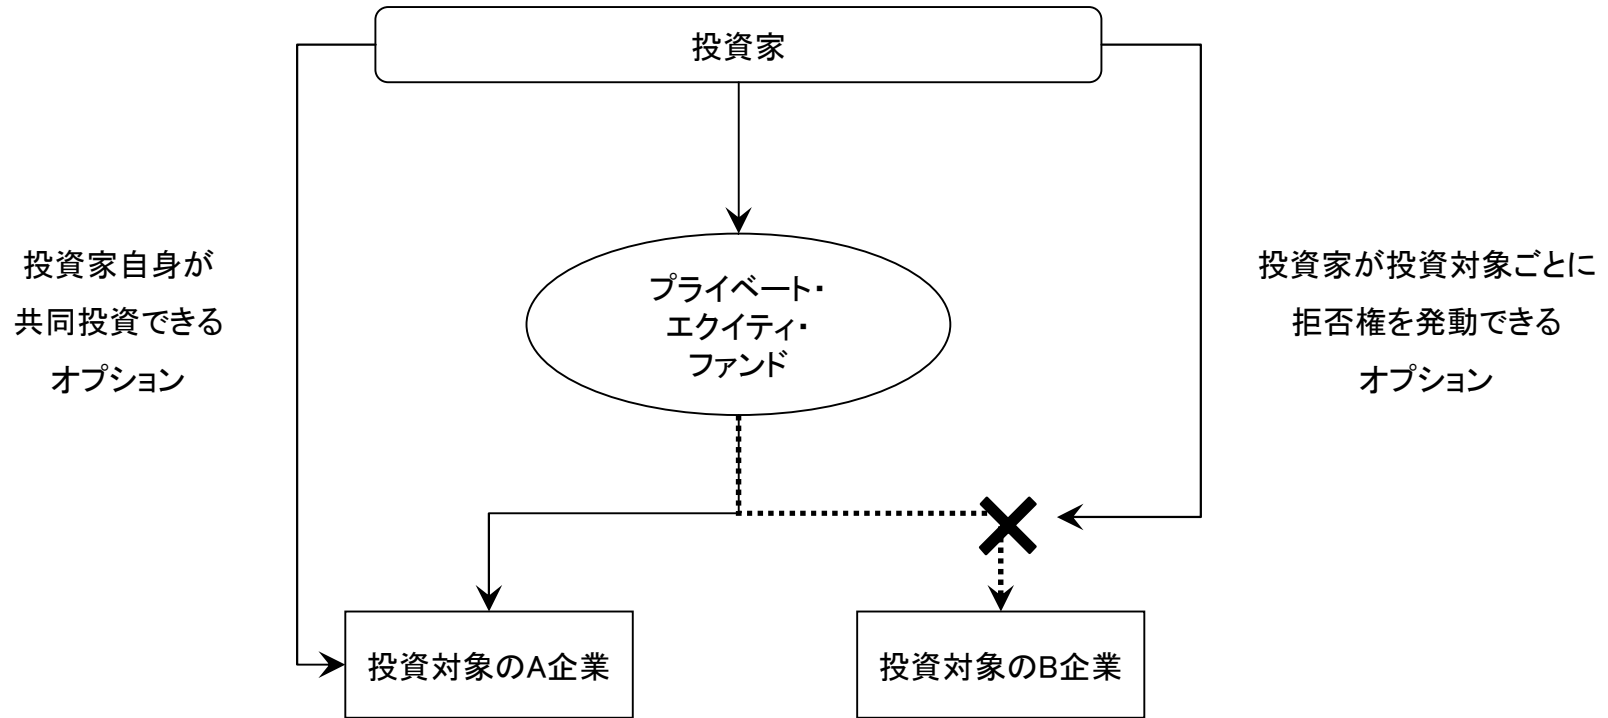 投資家
投資家自身が
共同投資できる
オプション
プライベート・
エクイティ・
ファンド
投資家が投資対象ごとに
拒否権を発動できる
オプション
投資対象のA企業
投資対象のB企業